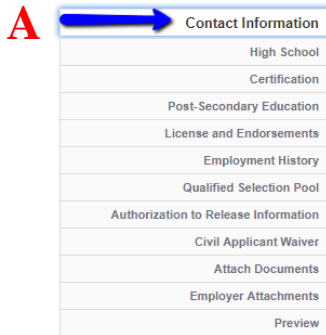 A
Contact Information
High School
Certification
Post-Secondary Education
License and Endorsements
Employment History
Qualified Selection Pool
Authorization to Release Information
Civil Applicant Waiver
Attach Documents
Employer Attachments
Preview